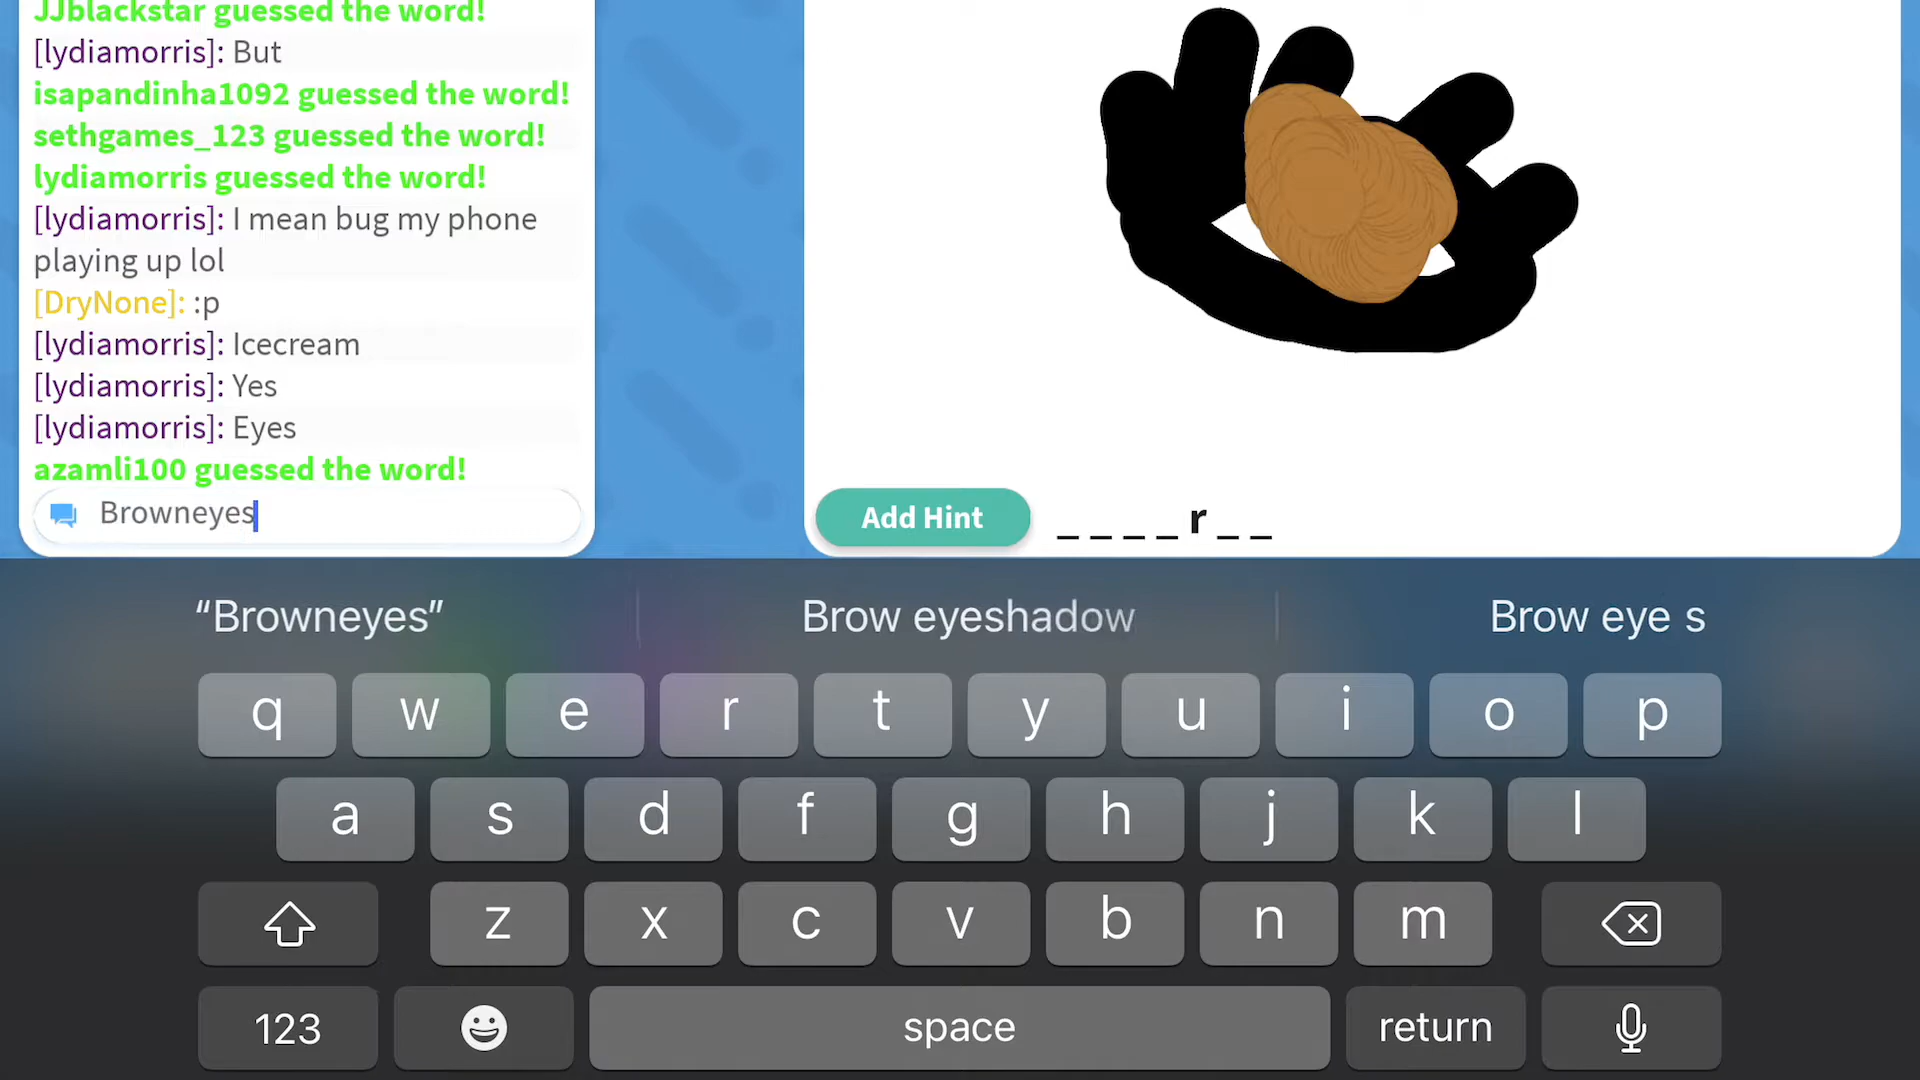 JJblackstar guessed the word!
[lydiamorris]: But
isapandinha1092 guessed the word!
sethgames_123 guessed the word!
lydiamorris guessed the word!
[lydiamorris]: I mean bug my phone
playing up lol
[DryNone]: :p
[lydiamorris]: Icecream
[lydiamorris]: Yes
[lydiamorris]: Eyes
azamli100 guessed the word!
Browneyes
Add Hint
_ _ _ _ r _ _
“Browneyes”
Brow eyeshadow
Brow eye s
q w e r t y u i o p
a s d f g h j k l
z x c v b n m
123 space return